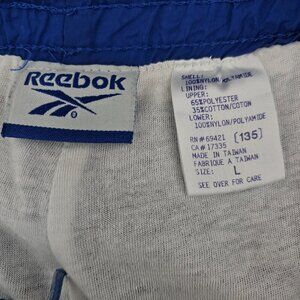 Reebok
®
SHELL:
100%NYLON/POLYAMIDE
LINING:
UPPER:
65%POLYESTER
35%COTTON/COTON
LOWER:
100%NYLON/POLYAMIDE
RN#69421 (135)
CA#17335
MADE IN TAIWAN
FABRIQUE A TAIWAN
SIZE: L
SEE OVER FOR CARE